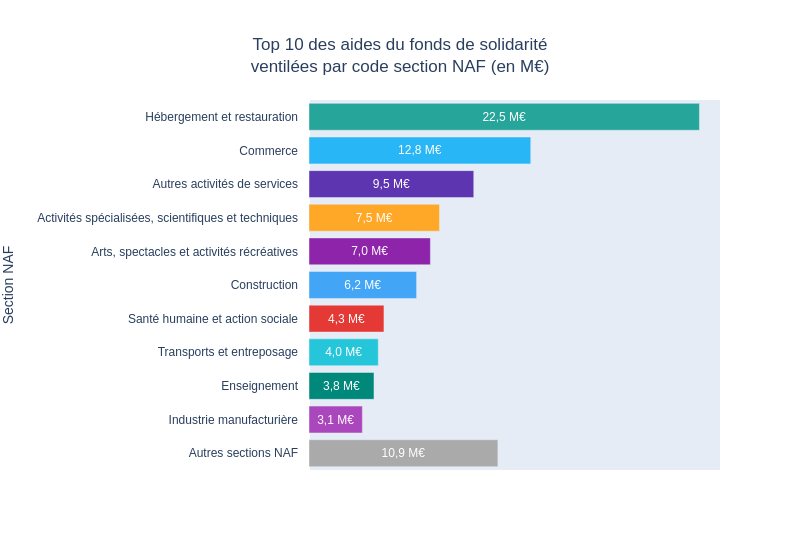 Top 10 des aides du fonds de solidarité
ventilées par code section NAF (en M€)
Section NAF
Hébergement et restauration 22,5 M€
Commerce 12,8 M€
Autres activités de services 9,5 M€
Activités spécialisées, scientifiques et techniques 7,5 M€
Arts, spectacles et activités récréatives 7,0 M€
Construction 6,2 M€
Santé humaine et action sociale 4,3 M€
Transports et entreposage 4,0 M€
Enseignement 3,8 M€
Industrie manufacturière 3,1 M€
Autres sections NAF 10,9 M€